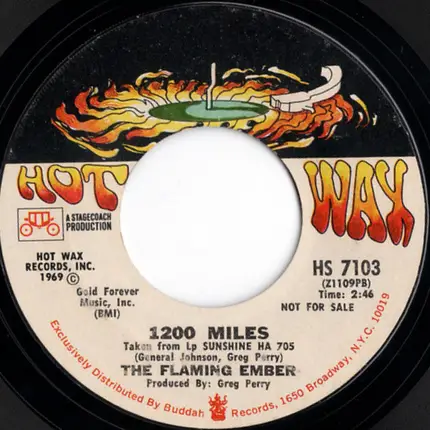 HOT WAX
A STAGECOACH
PRODUCTION
HOT WAX
RECORDS, INC.
1969 ©
Gold Forever
Music, Inc.
(BMI)
HS 7103
(Z1109PB)
Time: 2:46
NOT FOR SALE
1200 MILES
Taken from Lp SUNSHINE HA 705
(General Johnson, Greg Perry)
THE FLAMING EMBER
Produced By: Greg Perry
Exclusively Distributed By Buddah Records, 1650 Broadway, N.Y.C. 10019